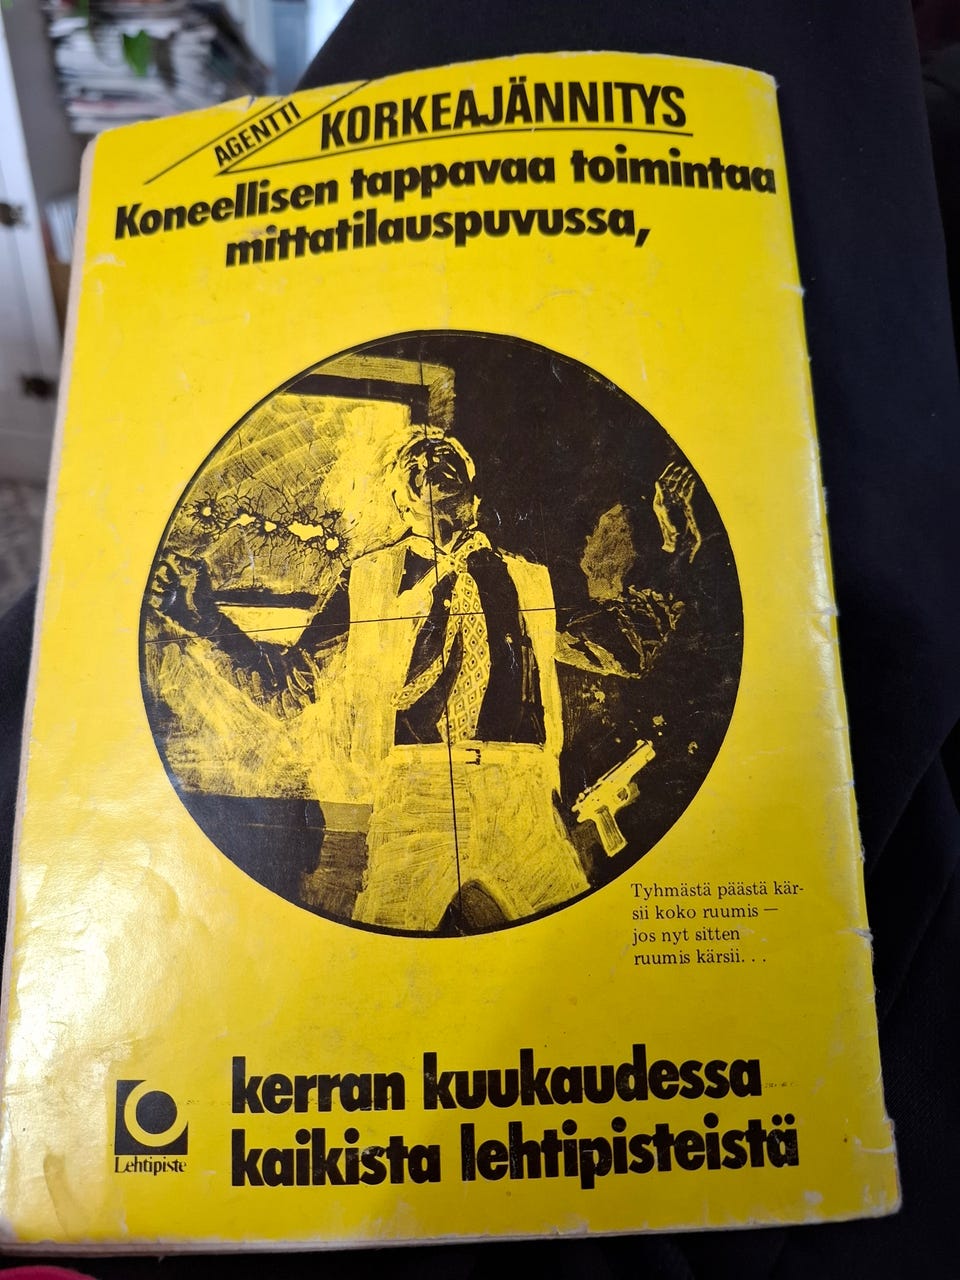 AGENTTI
KORKEAJÄNNITYS
Koneellisen tappavaa toimintaa
mittatilauspuvussa,
Tyhmästä päästä kär-
sii koko ruumis —
jos nyt sitten
ruumis kärsii. . .
kerran kuukaudessa
kaikista lehtipisteistä
Lehtipiste